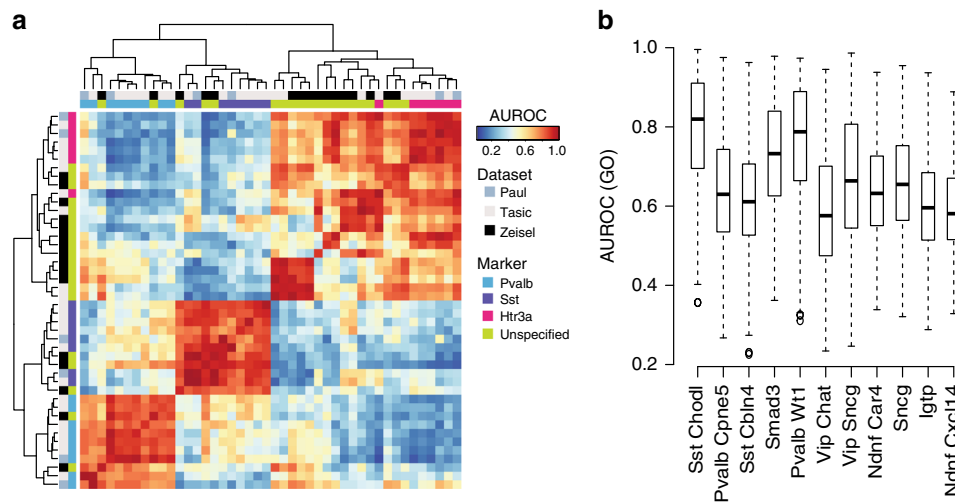 a
AUROC
0.2 0.6 1.0
Dataset
Paul
Tasic
Zeisel
Marker
Pvalb
Sst
Htr3a
Unspecified
b
AUROC (GO)
1.0
0.8
0.6
0.4
0.2
Sst Chodl
Pvalb Cpne5
Sst Cbln4
Smad3
Pvalb Wt1
Vip Chat
Vip Sncg
Ndnf Car4
Sncg
Igtp
Ndnf Cxcl14